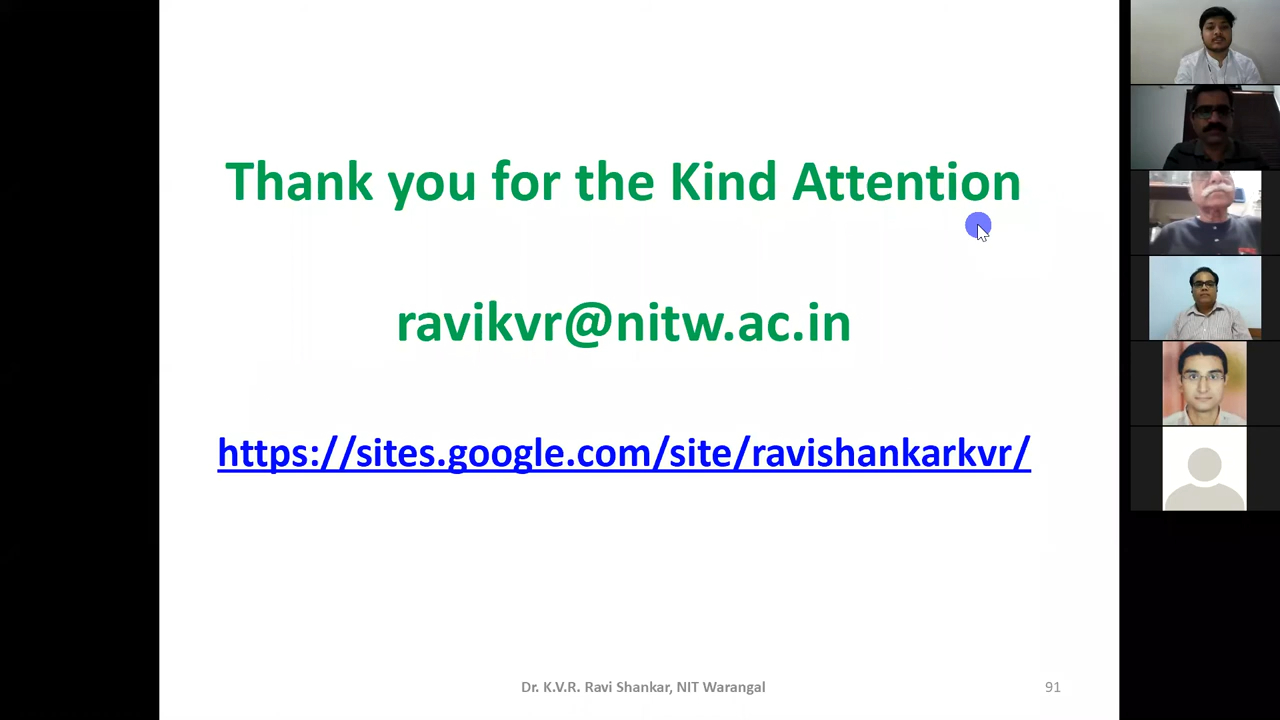 Thank you for the Kind Attention
ravikvr@nitw.ac.in
https://sites.google.com/site/ravishankarkvr/
Dr. K.V.R. Ravi Shankar, NIT Warangal
91